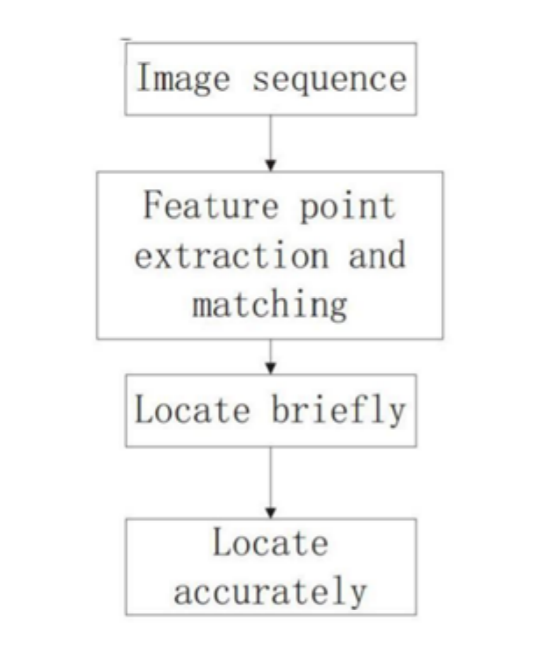 Image sequence
Feature point
extraction and
matching
Locate briefly
Locate
accurately